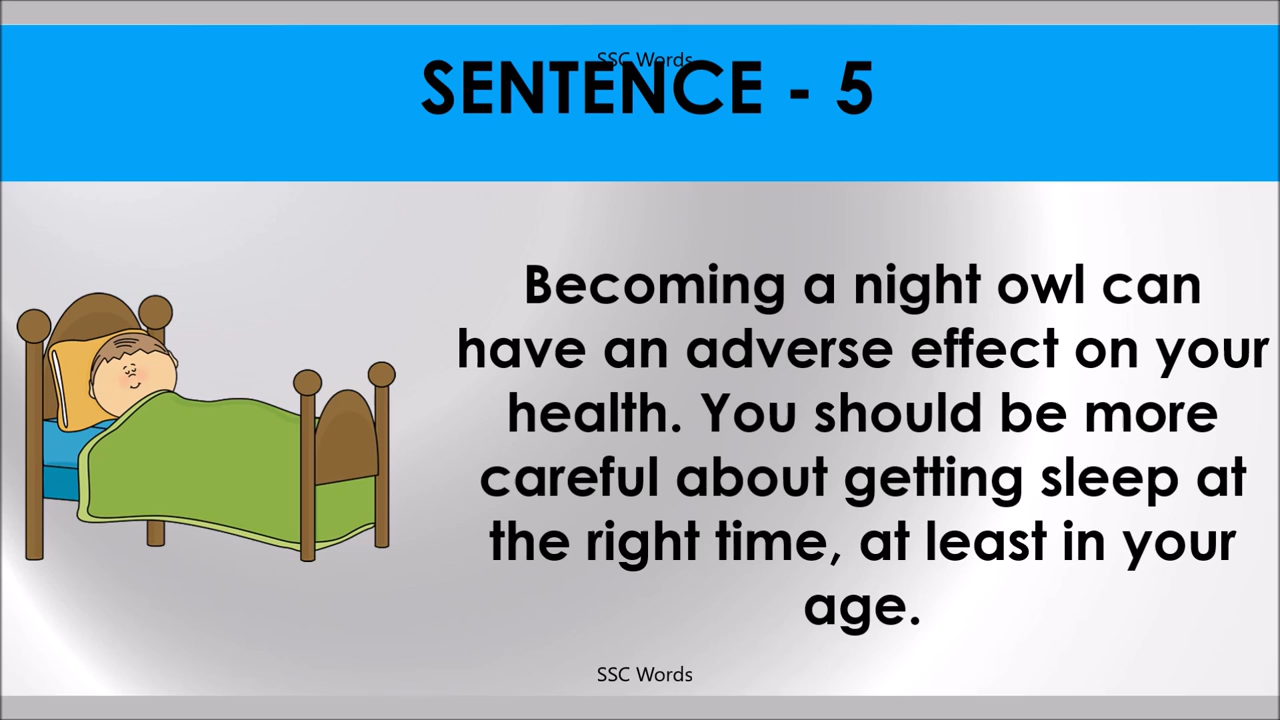 SSC Words
SENTENCE - 5
Becoming a night owl can
have an adverse effect on your
health. You should be more
careful about getting sleep at
the right time, at least in your
age.
SSC Words